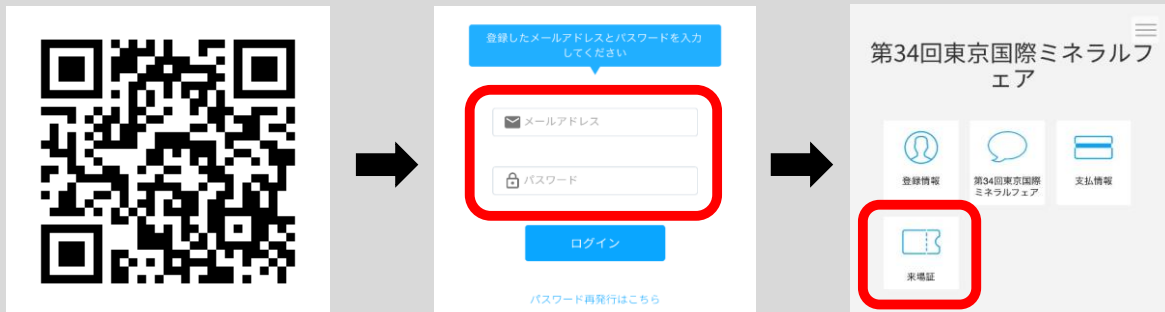 登録したメールアドレスとパスワードを入力
してください
メールアドレス
パスワード
ログイン
パスワード再発行はこちら
第34回東京国際ミネラルフ
ェア
登録情報
第34回東京国際
ミネラルフェア
支払情報
来場証